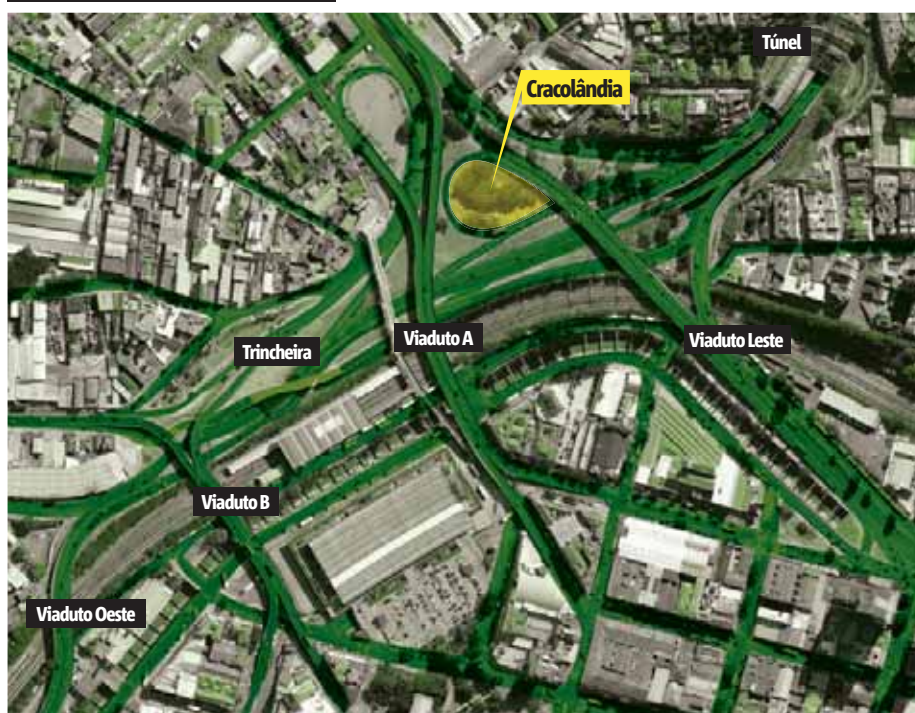 Túnel
Cracolândia
Viaduto A
Viaduto Leste
Trincheira
Viaduto B
Viaduto Oeste